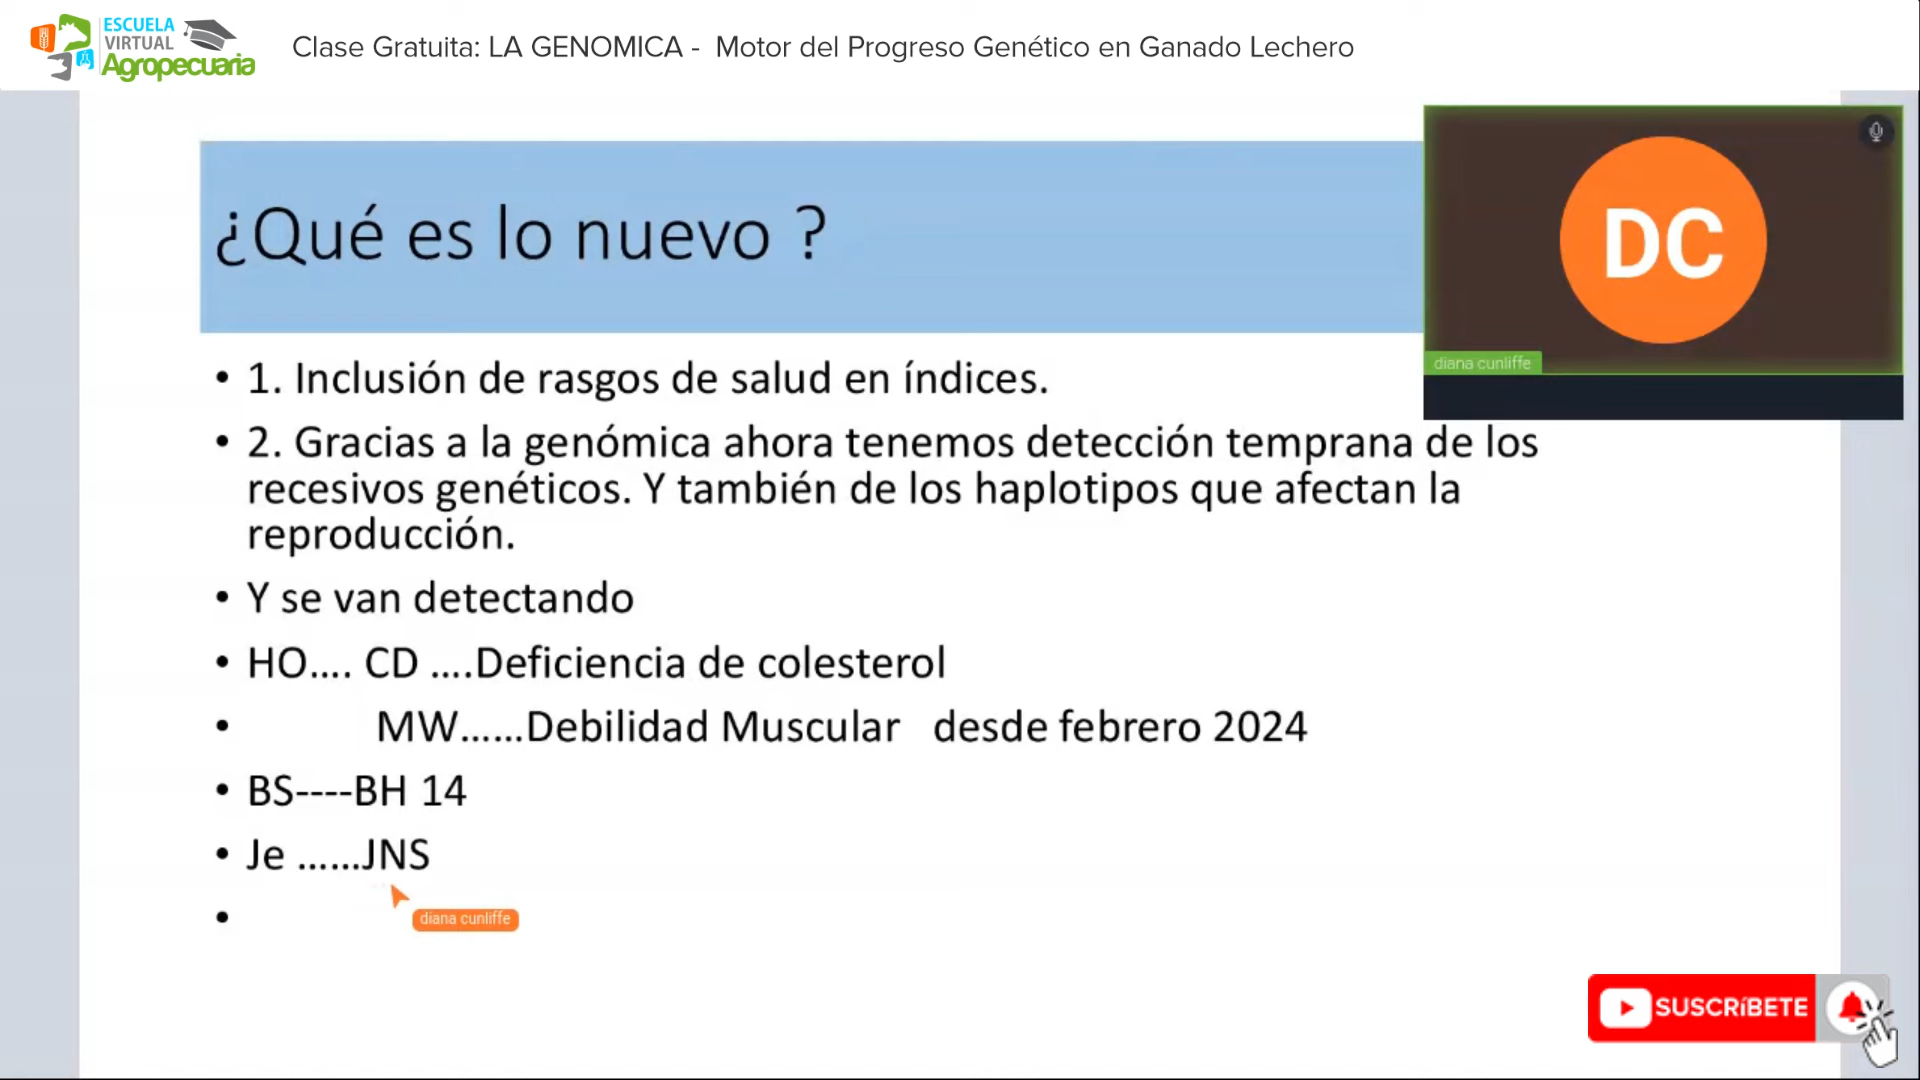 ESCUELA
VIRTUAL
Agropecuaria
Clase Gratuita: LA GENOMICA - Motor del Progreso Genético en Ganado Lechero
¿Qué es lo nuevo ?
DC
diana cunliffe
• 1. Inclusión de rasgos de salud en índices.
• 2. Gracias a la genómica ahora tenemos detección temprana de los
recesivos genéticos. Y también de los haplotipos que afectan la
reproducción.
• Y se van detectando
• HO.... CD ....Deficiencia de colesterol
• MW......Debilidad Muscular desde febrero 2024
• BS----BH 14
• Je ......JNS
•
diana cunliffe
SUSCRíBETE